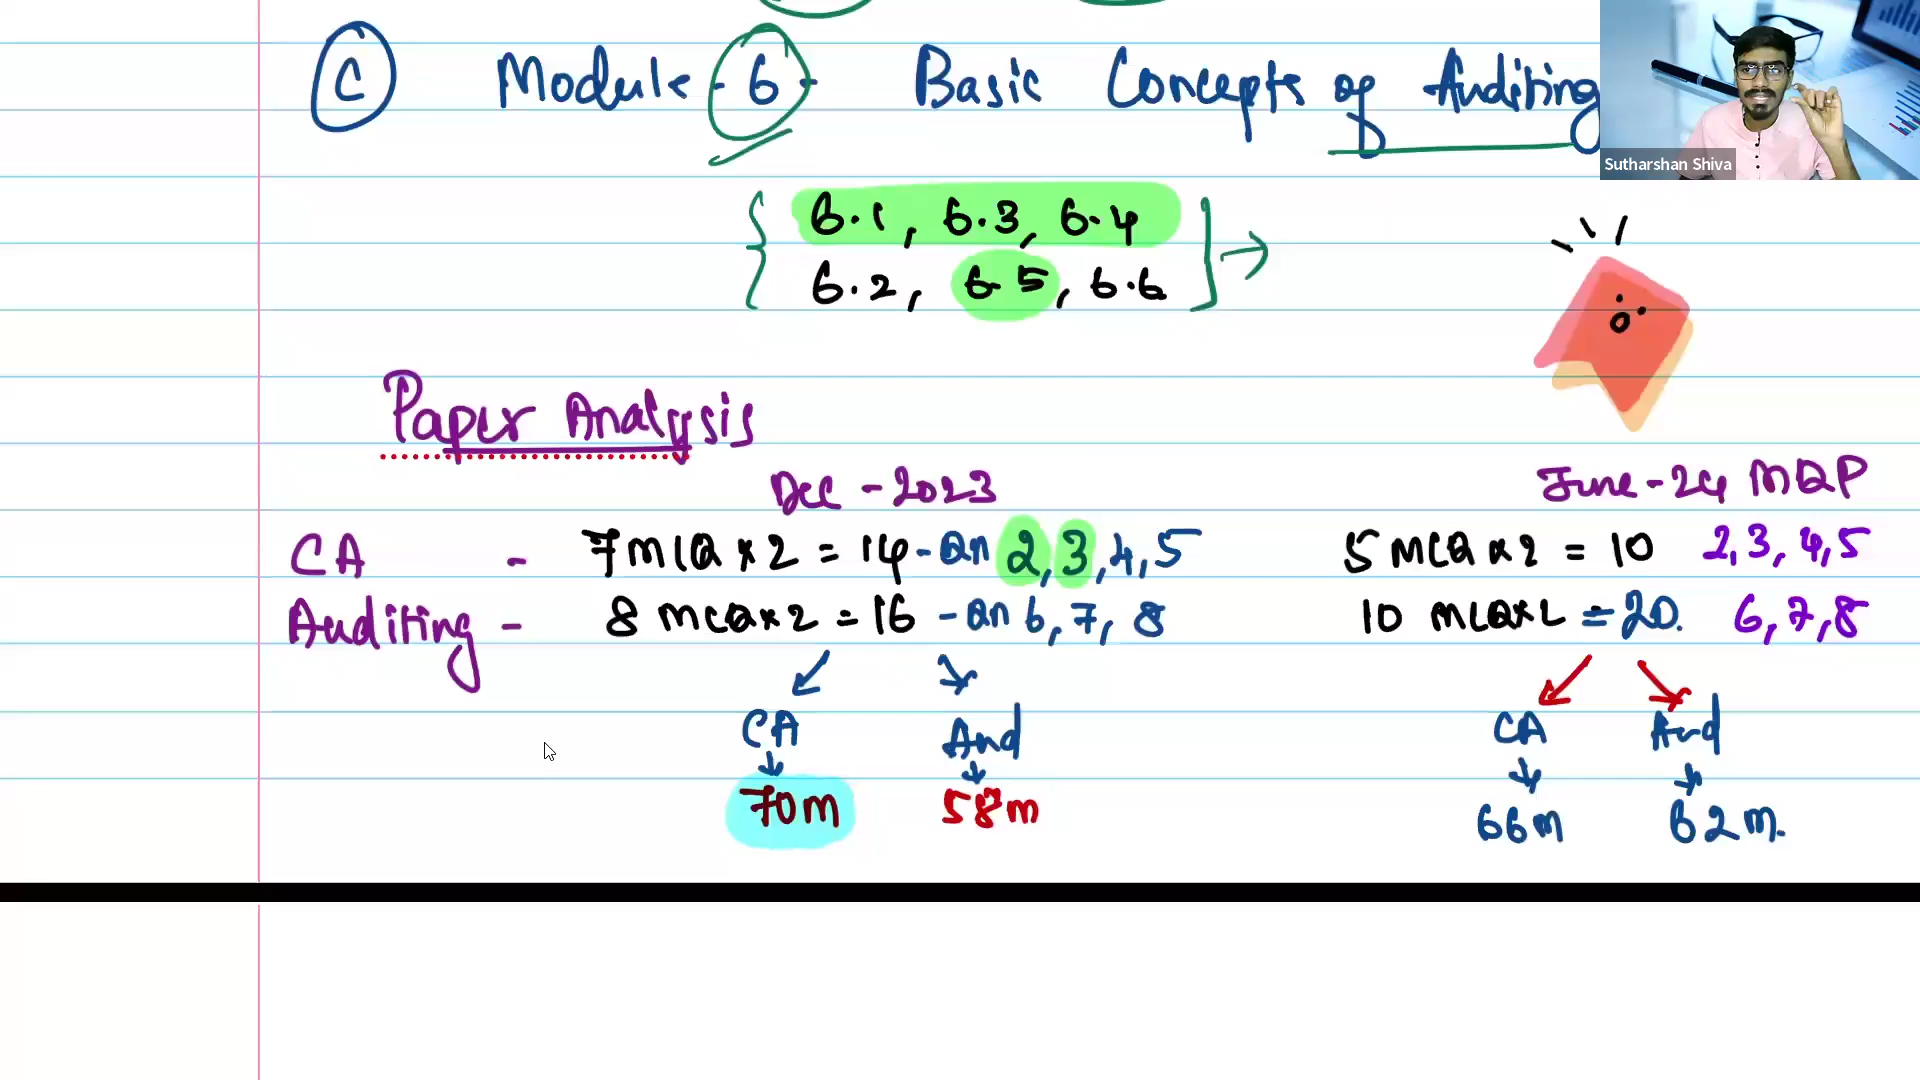 C Module - 6 - Basic Concepts of Auditing
Sutharshan Shiva
6.1, 6.3, 6.4
6.2, 6.5, 6.6
Paper Analysis
Dec - 2023 June - 24 MQP
CA - 7 MCQ x 2 = 14 - Qn 2, 3, 4, 5 5 MCQ x 2 = 10 2, 3, 4, 5
Auditing - 8 MCQ x 2 = 16 - Qn 6, 7, 8 10 MCQ x 2 = 20. 6, 7, 8
CA Aud CA Aud
70m 58m 66m 62m.